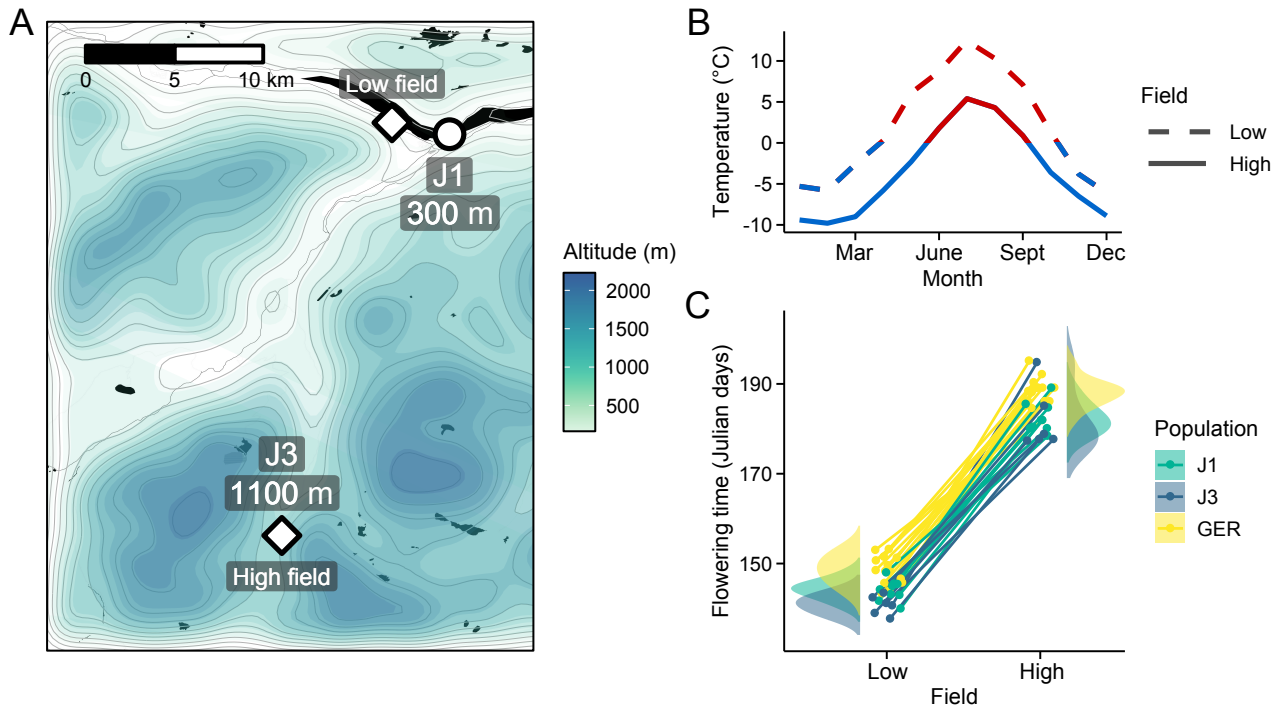 A
0
5
10 km
Low field
J1
300 m
J3
1100 m
High field
Altitude (m)
2000
1500
1000
500
B
Temperature (°C)
10
5
0
-5
-10
Mar
June
Sept
Dec
Month
Field
Low
High
C
Flowering time (Julian days)
190
170
150
Low
High
Field
Population
J1
J3
GER